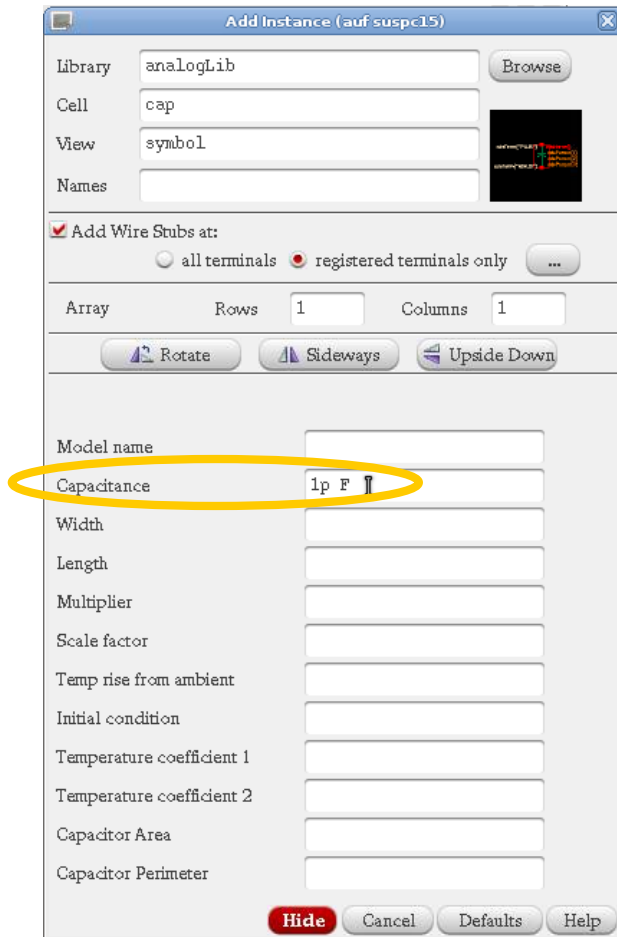 Add Instance (auf suspc15)
Library analogLib Browse
Cell cap
View symbol
Names
Add Wire Stubs at:
all terminals registered terminals only ...
Array Rows 1 Columns 1
Rotate Sideways Upside Down
Model name
Capacitance 1p F
Width
Length
Multiplier
Scale factor
Temp rise from ambient
Initial condition
Temperature coefficient 1
Temperature coefficient 2
Capacitor Area
Capacitor Perimeter
Hide Cancel Defaults Help